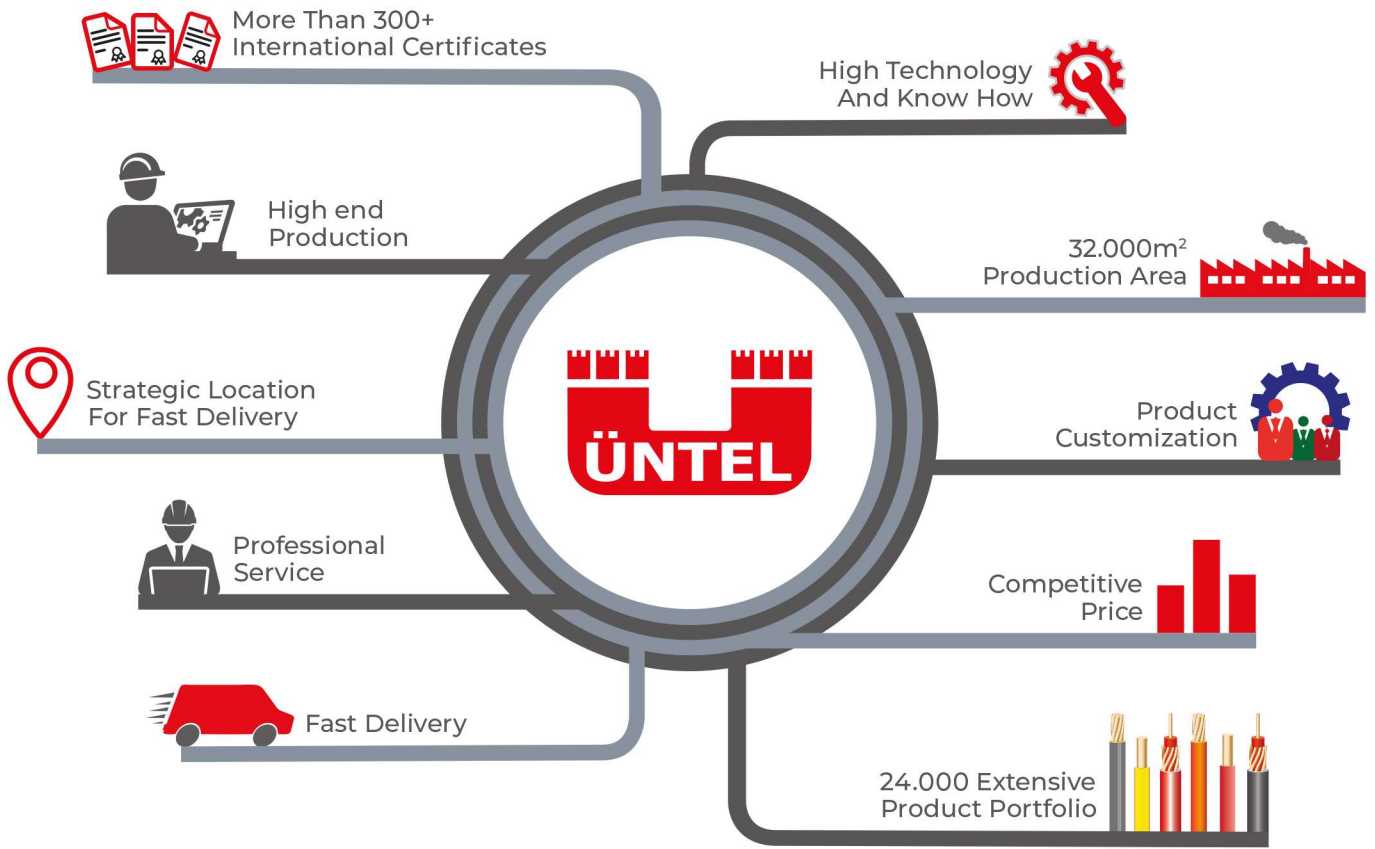 More Than 300+
International Certificates
High Technology
And Know How
High end
Production
32.000m²
Production Area
Strategic Location
For Fast Delivery
Product
Customization
ÜNTEL
Professional
Service
Competitive
Price
Fast Delivery
24.000 Extensive
Product Portfolio